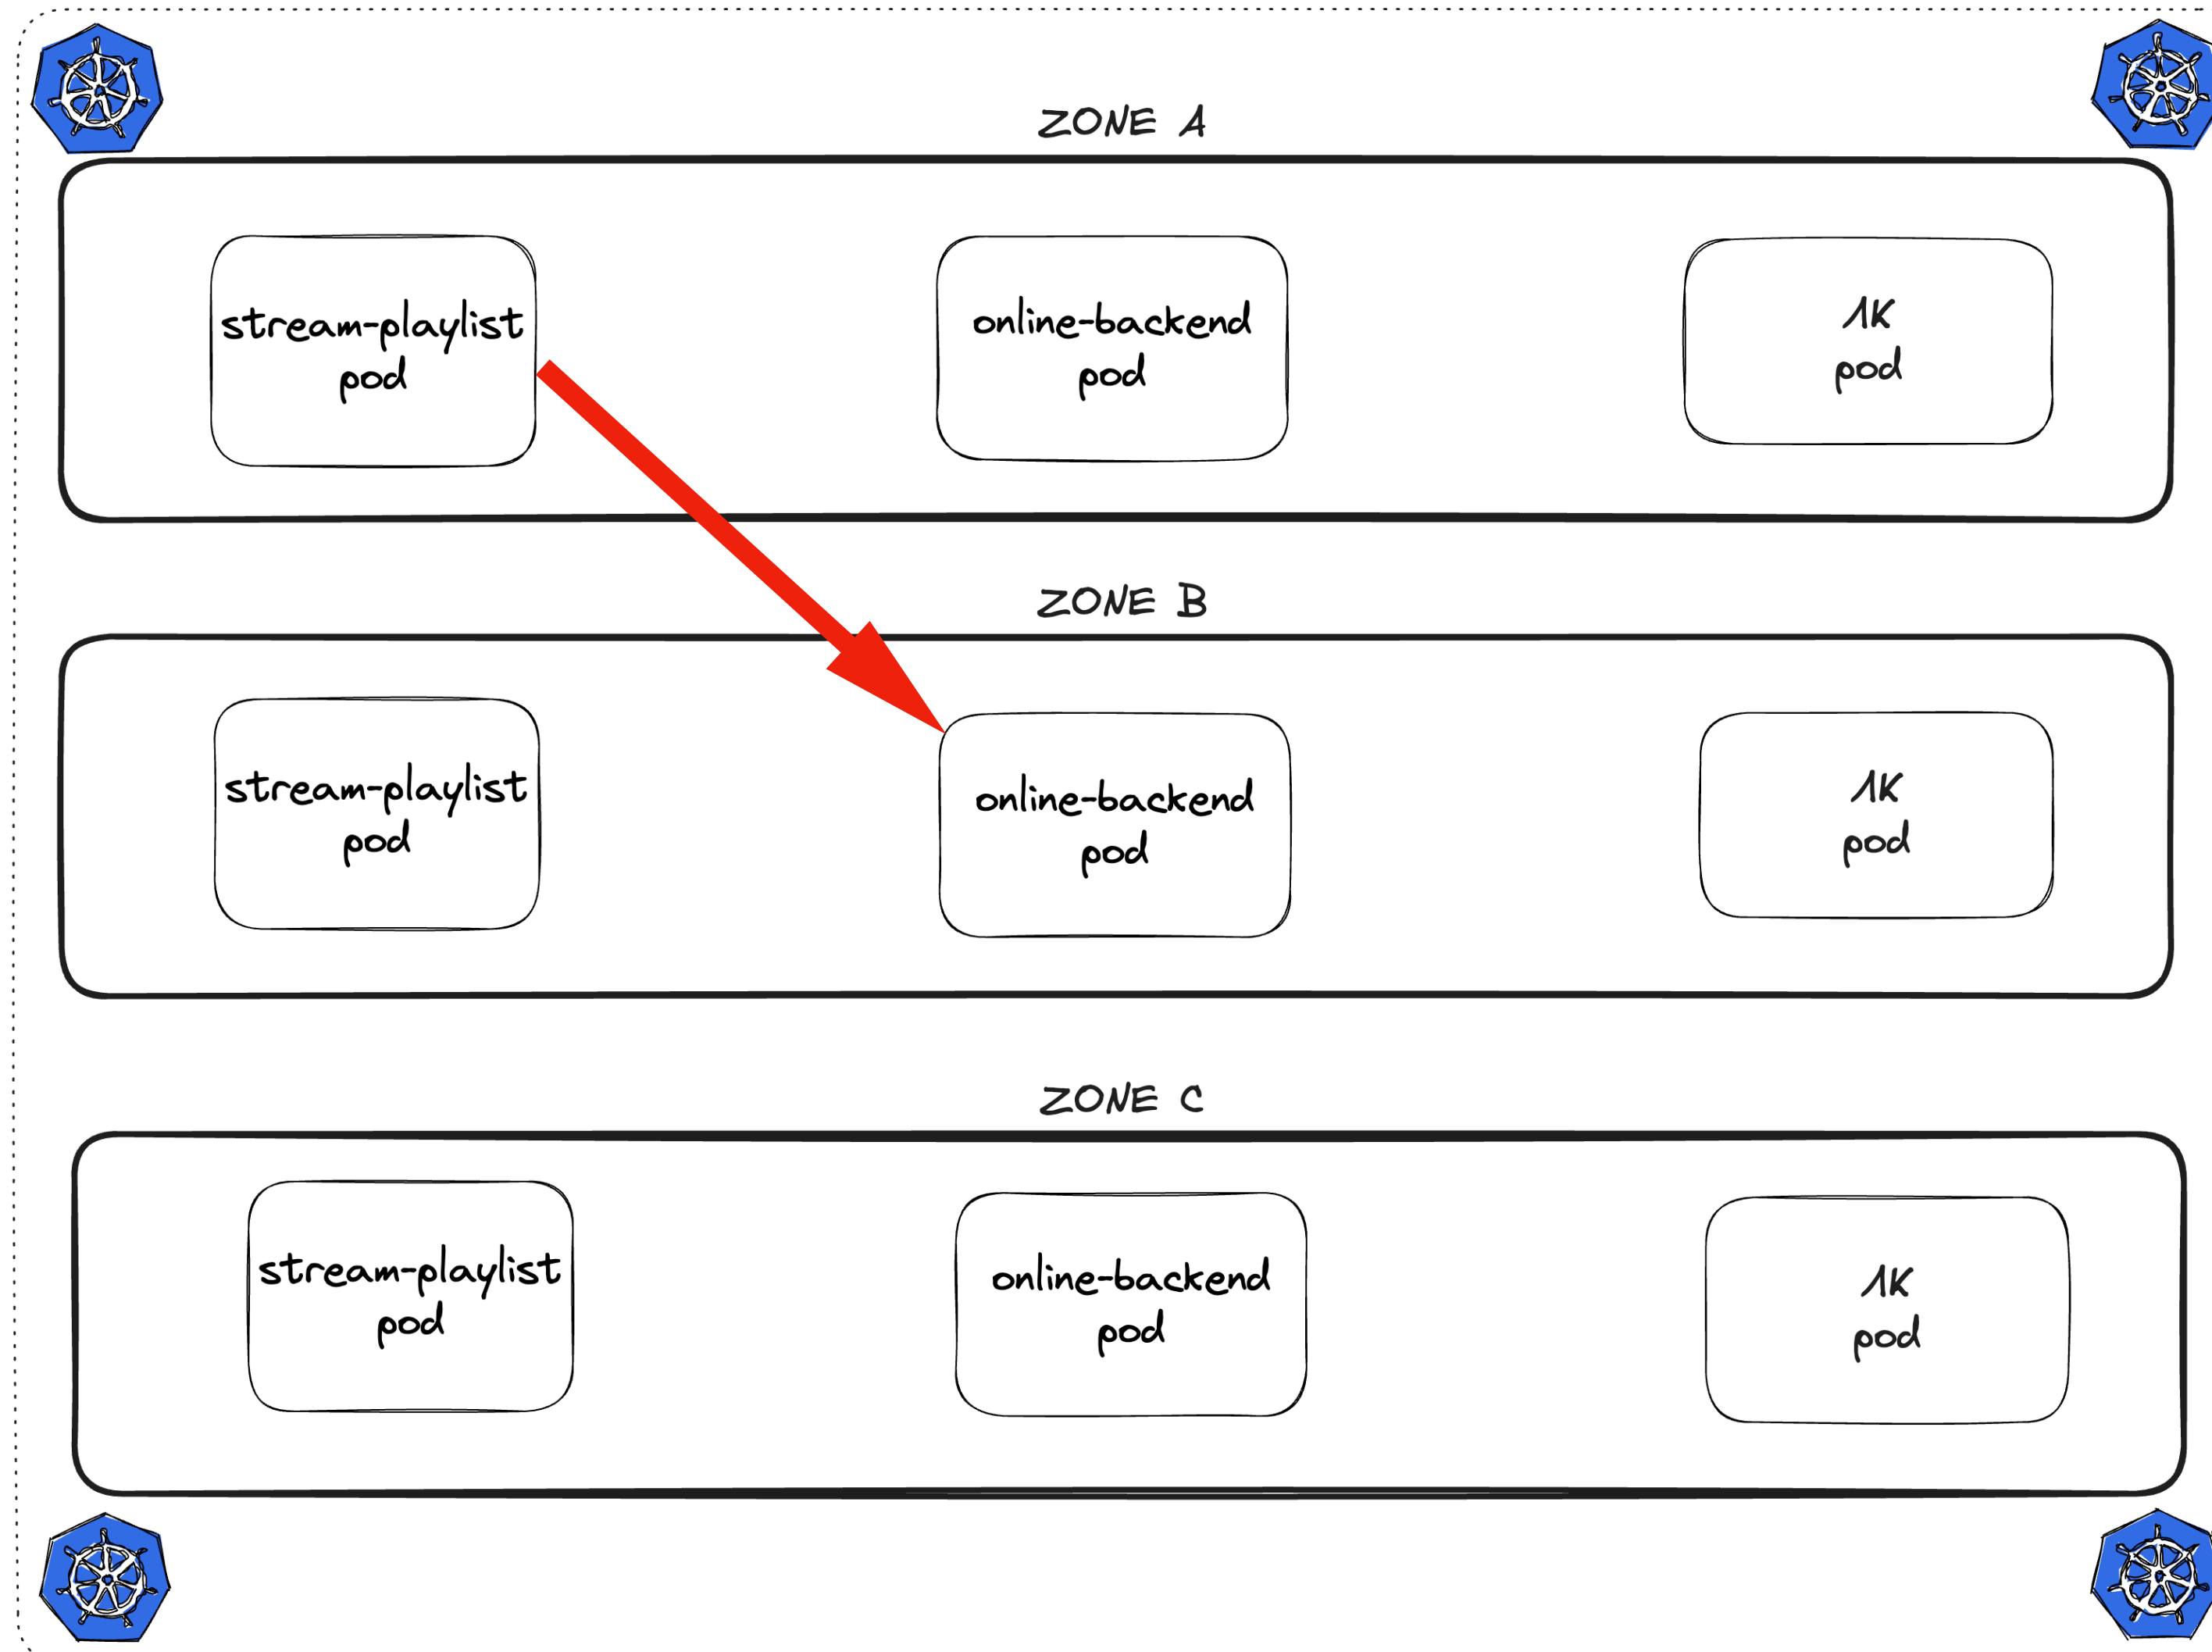 ZONE A
stream-playlist
pod
online-backend
pod
1K
pod
ZONE B
stream-playlist
pod
online-backend
pod
1K
pod
ZONE C
stream-playlist
pod
online-backend
pod
1K
pod